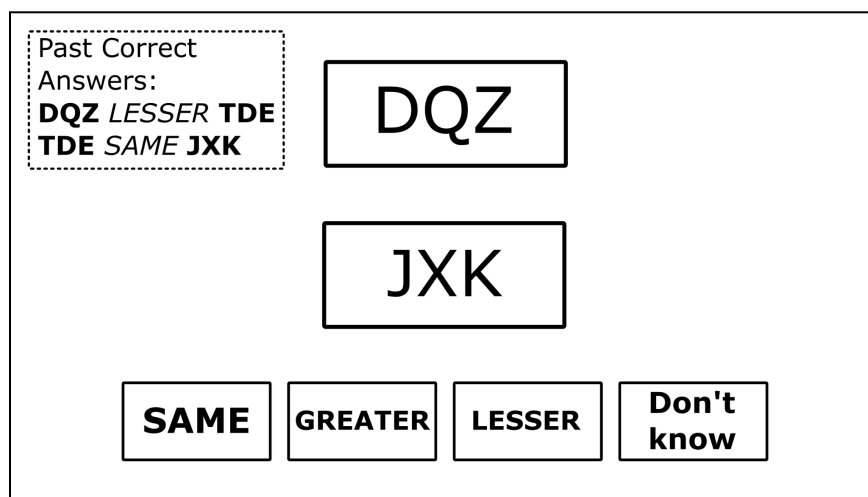 Past Correct
Answers:
DQZ LESSER TDE
TDE SAME JXK
DQZ
JXK
SAME
GREATER
LESSER
Don't
know